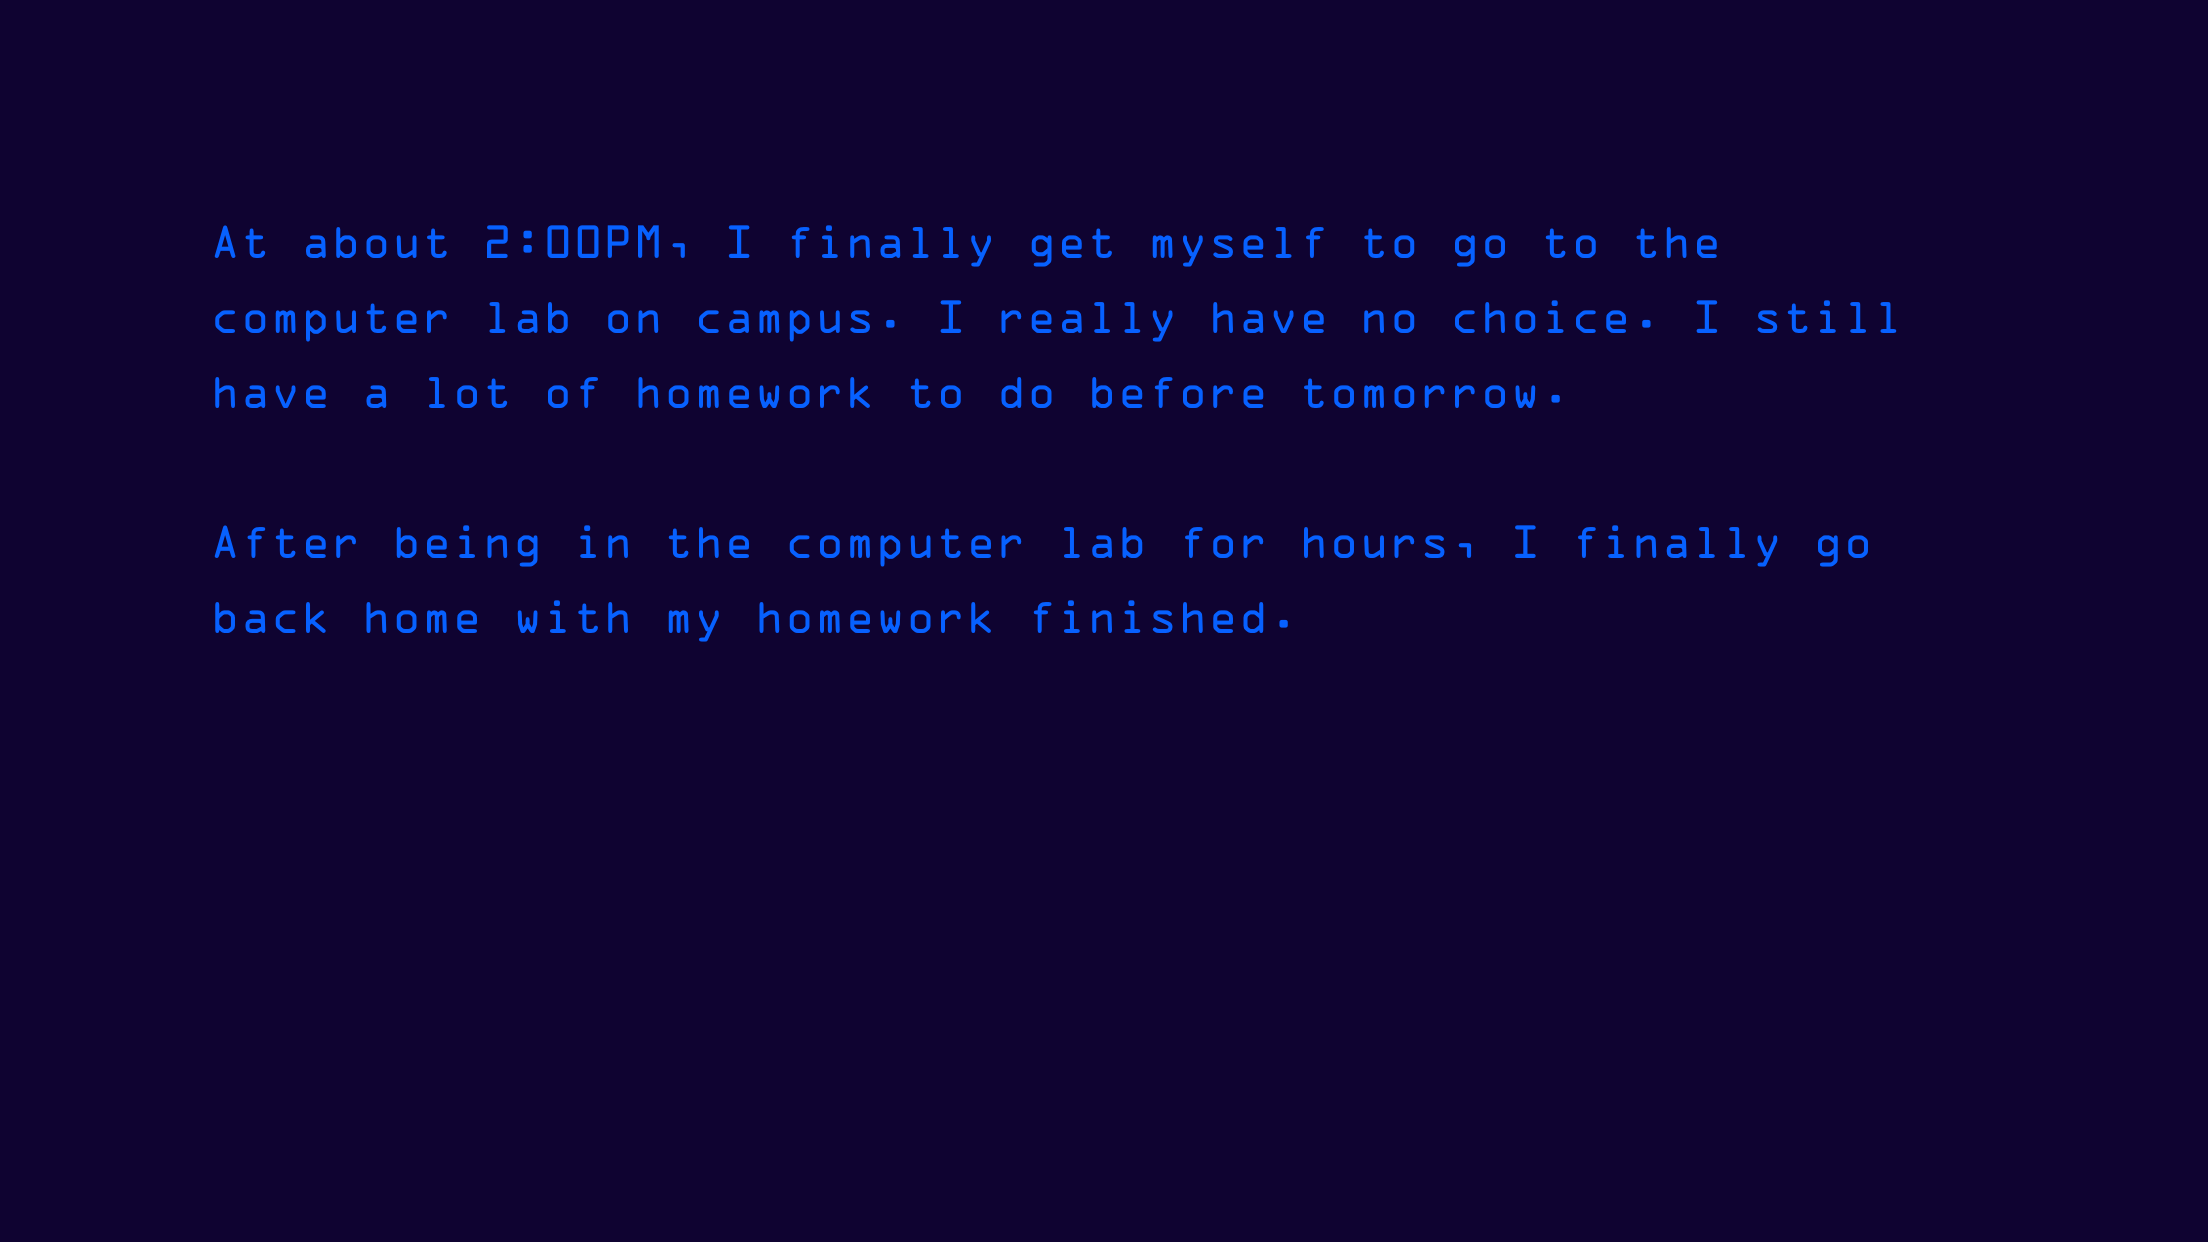 At about 2:00PM, I finally get myself to go to the
computer lab on campus. I really have no choice. I still
have a lot of homework to do before tomorrow.
After being in the computer lab for hours, I finally go
back home with my homework finished.